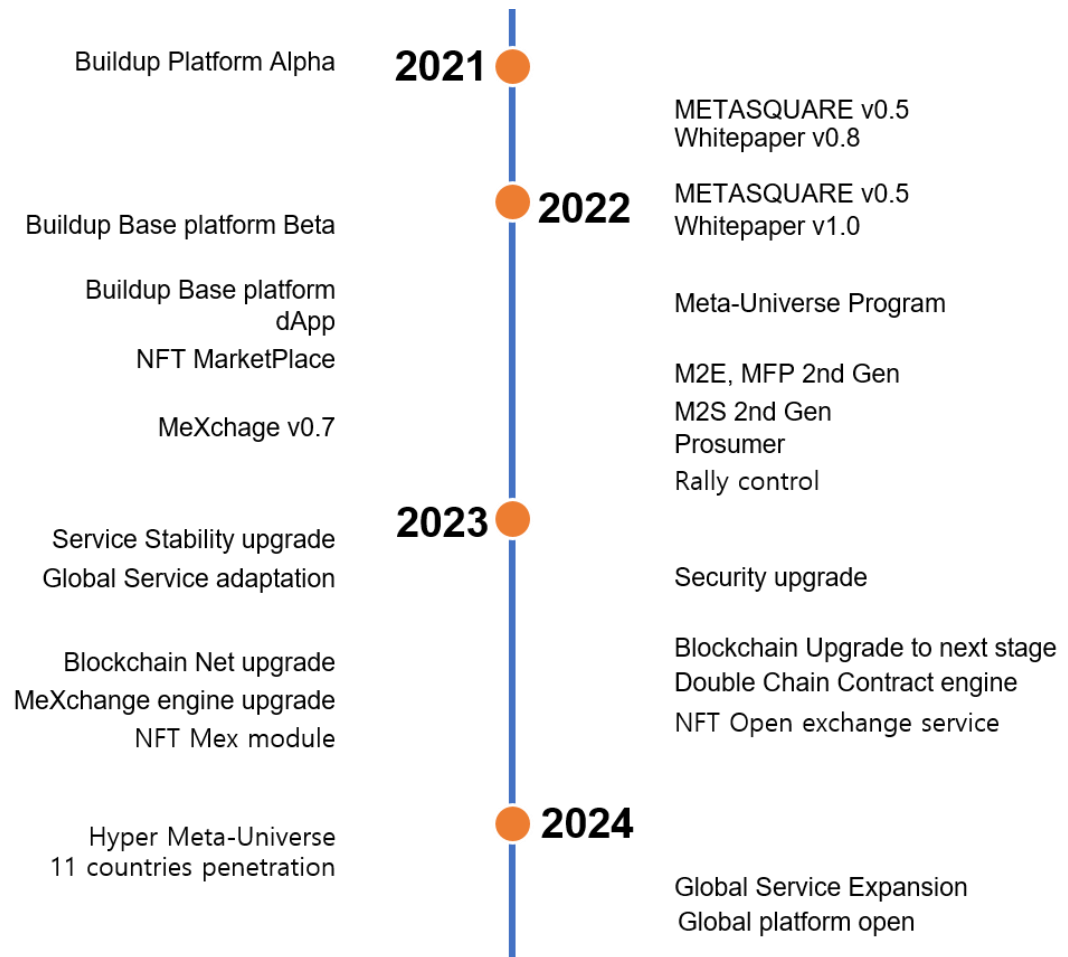 Buildup Platform Alpha
2021
METASQUARE v0.5
Whitepaper v0.8
2022
METASQUARE v0.5
Whitepaper v1.0
Buildup Base platform Beta
Buildup Base platform
dApp
Meta-Universe Program
NFT MarketPlace
M2E, MFP 2nd Gen
M2S 2nd Gen
MeXchage v0.7
Prosumer
Rally control
2023
Service Stability upgrade
Global Service adaptation
Security upgrade
Blockchain Net upgrade
MeXchange engine upgrade
NFT Mex module
Blockchain Upgrade to next stage
Double Chain Contract engine
NFT Open exchange service
2024
Hyper Meta-Universe
11 countries penetration
Global Service Expansion
Global platform open